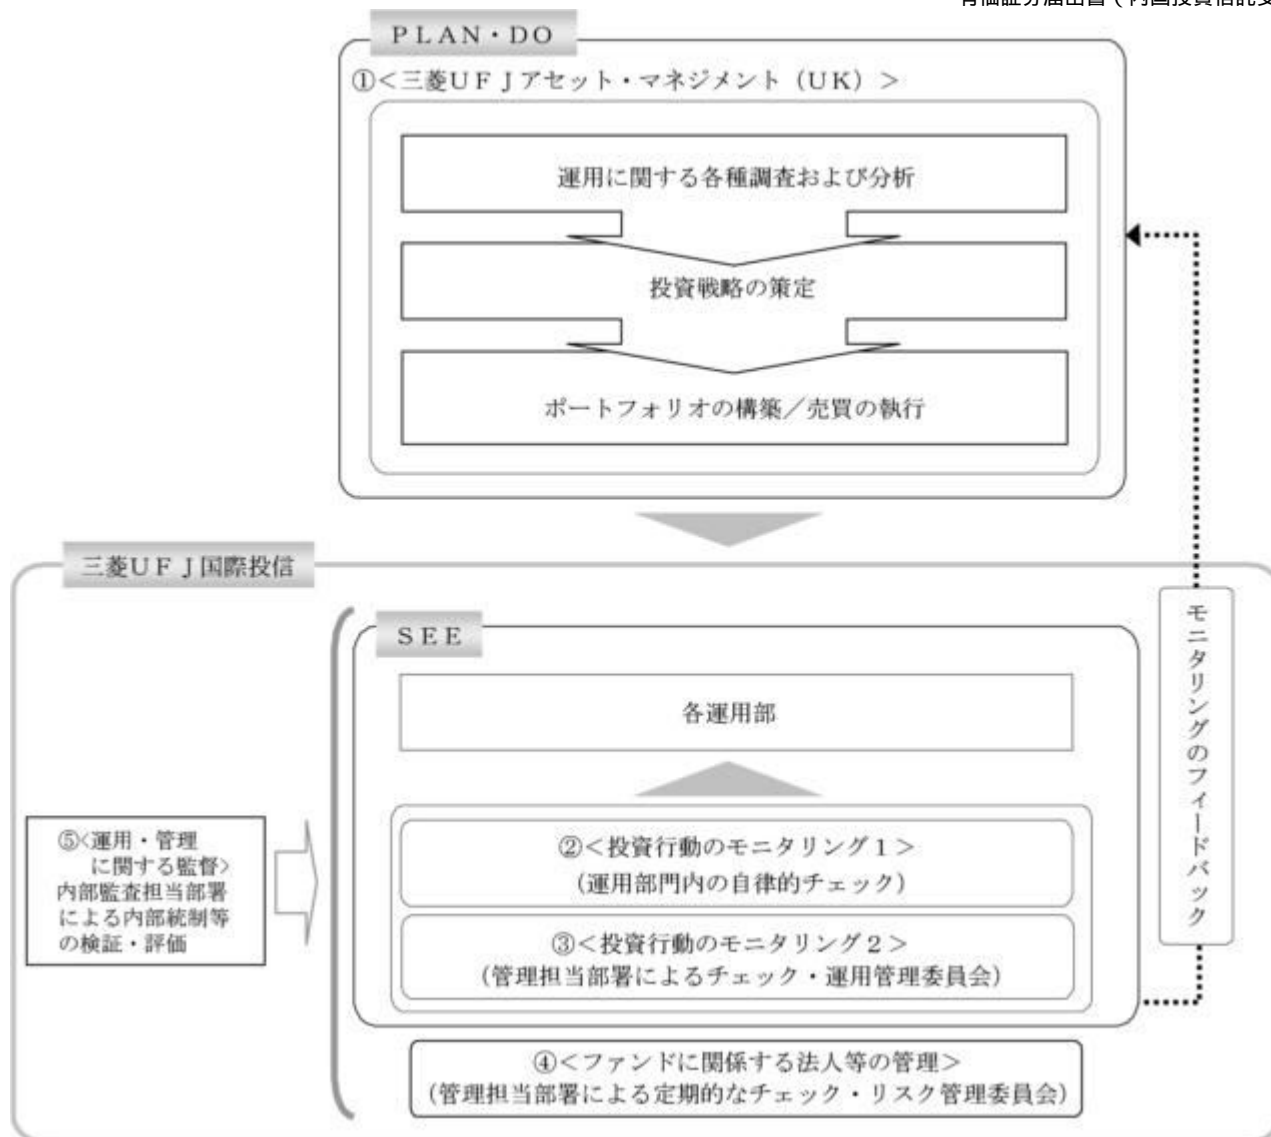 PLAN・DO
①<三菱UFJアセット・マネジメント（UK）>
運用に関する各種調査および分析
投資戦略の策定
ポートフォリオの構築／売買の執行
三菱UFJ国際投信
SEE
各運用部
②<投資行動のモニタリング１>
（運用部門内の自律的チェック）
③<投資行動のモニタリング２>
（管理担当部署によるチェック・運用管理委員会）
④<ファンドに関係する法人等の管理>
（管理担当部署による定期的なチェック・リスク管理委員会）
⑤<運用・管理
に関する監督>
内部監査担当部署
による内部統制等
の検証・評価
モニタリングのフィードバック